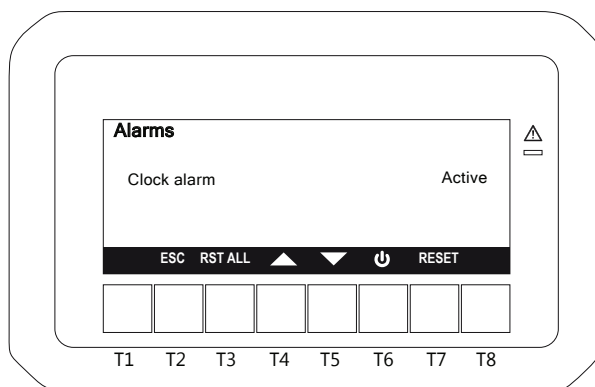 Alarms
Clock alarm Active
ESC RST ALL RESET
T1 T2 T3 T4 T5 T6 T7 T8